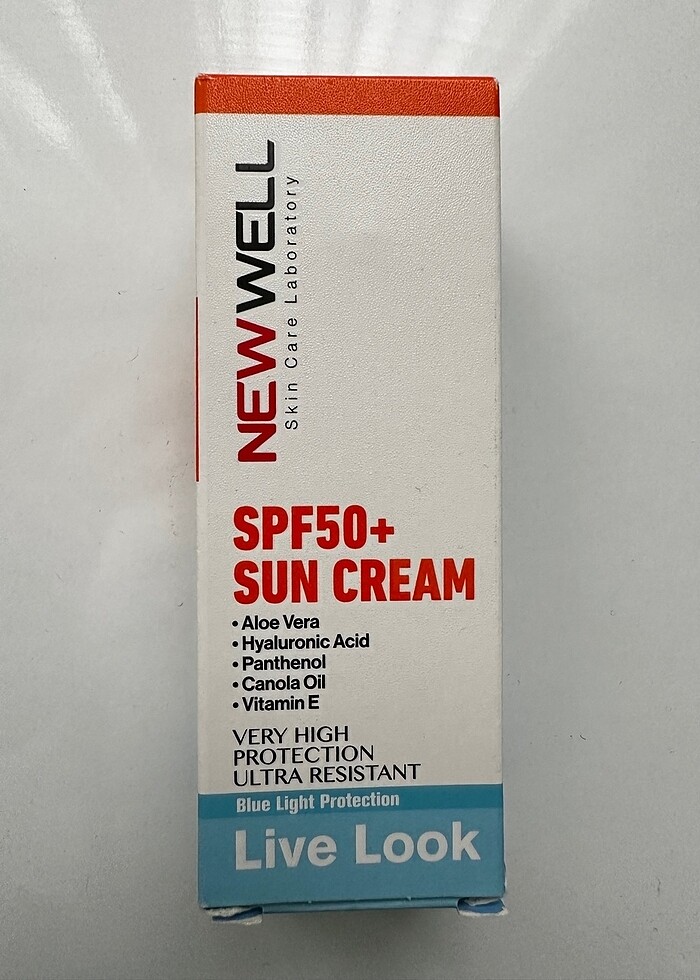 NEWWELL
Skin Care Laboratory
SPF50+
SUN CREAM
• Aloe Vera
• Hyaluronic Acid
• Panthenol
• Canola Oil
• Vitamin E
VERY HIGH
PROTECTION
ULTRA RESISTANT
Blue Light Protection
Live Look